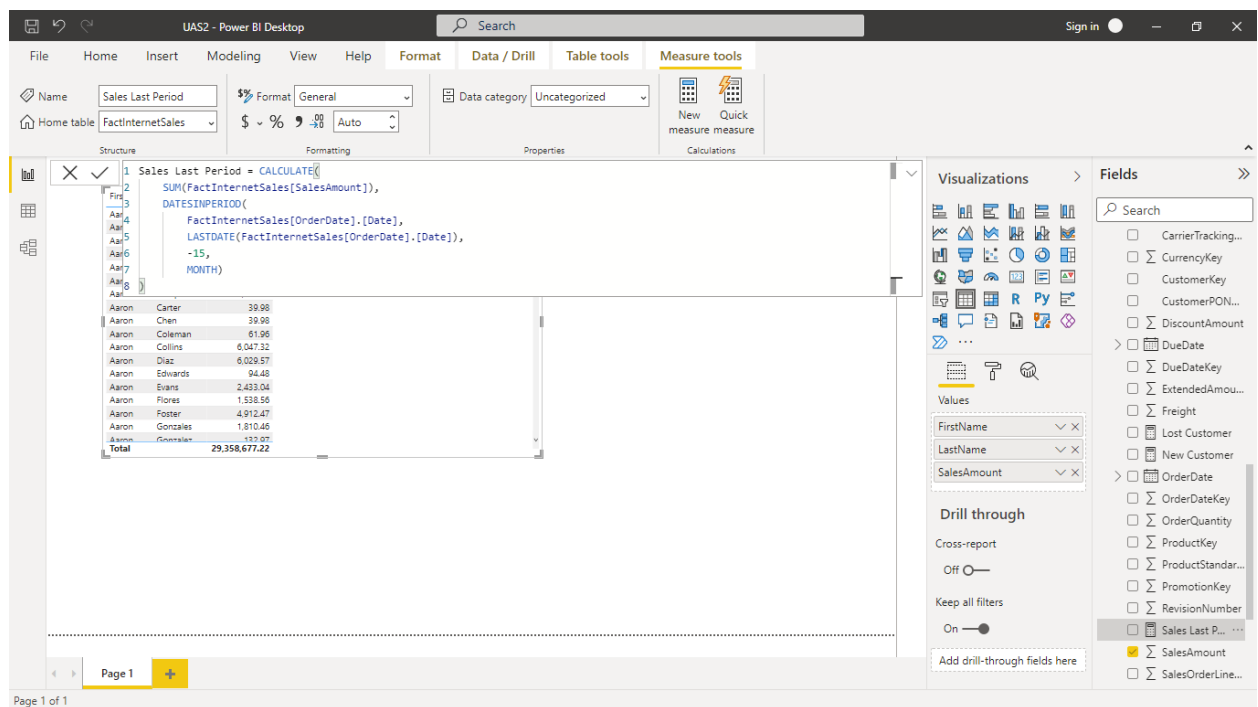 UAS2 - Power BI Desktop
Search
Sign in
File Home Insert Modeling View Help Format Data / Drill Table tools Measure tools
Name Sales Last Period
Home table FactInternetSales
Structure
$% Format General
$ % 9 .00 Auto
Formatting
Data category Uncategorized
Properties
New measure
Quick measure
Calculations
1 Sales Last Period = CALCULATE(
2 SUM(FactInternetSales[SalesAmount]),
3 DATESINPERIOD(
4 FactInternetSales[OrderDate].[Date],
5 LASTDATE(FactInternetSales[OrderDate].[Date]),
6 -15,
7 MONTH)
8 )
Aaron Carter 39.98
Aaron Chen 39.98
Aaron Coleman 61.96
Aaron Collins 6,047.32
Aaron Diaz 6,029.57
Aaron Edwards 94.48
Aaron Evans 2,433.04
Aaron Flores 1,538.56
Aaron Foster 4,912.47
Aaron Gonzales 1,810.46
Aaron Gonzalez 132.97
Total 29,358,677.22
Visualizations
R Py
123
...
Values
FirstName
LastName
SalesAmount
Drill through
Cross-report
Off
Keep all filters
On
Add drill-through fields here
Fields
Search
CarrierTracking...
CurrencyKey
CustomerKey
CustomerPON...
DiscountAmount
DueDate
DueDateKey
ExtendedAmou...
Freight
Lost Customer
New Customer
OrderDate
OrderDateKey
OrderQuantity
ProductKey
ProductStandar...
PromotionKey
RevisionNumber
Sales Last P... ...
SalesAmount
SalesOrderLine...
Page 1
+
Page 1 of 1